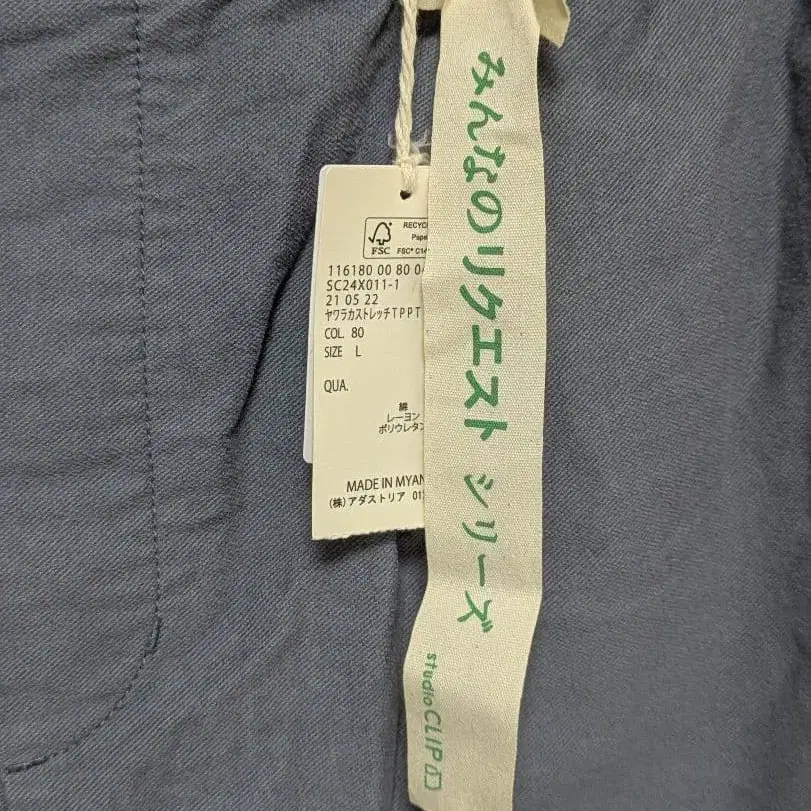 RECYC
Pape
FSC
FSC® C14
116180 00 80 0
SC24X011-1
21 05 22
ヤワラカストレッチTPPT
COL. 80
SIZE L
QUA.
綿
レーヨン
ポリウレタン
MADE IN MYAN
(株)アダストリア 01
みんなのリクエスト シリーズ
studio CLIP